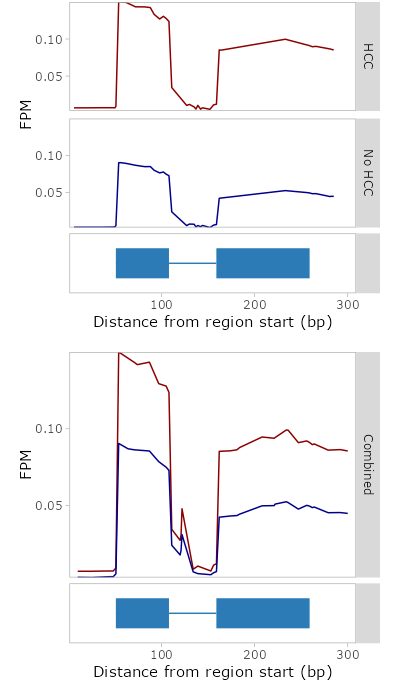 0.10
0.05
HCC
FPM
0.10
0.05
No HCC
100 200 300
Distance from region start (bp)
0.10
0.05
FPM
Combined
100 200 300
Distance from region start (bp)